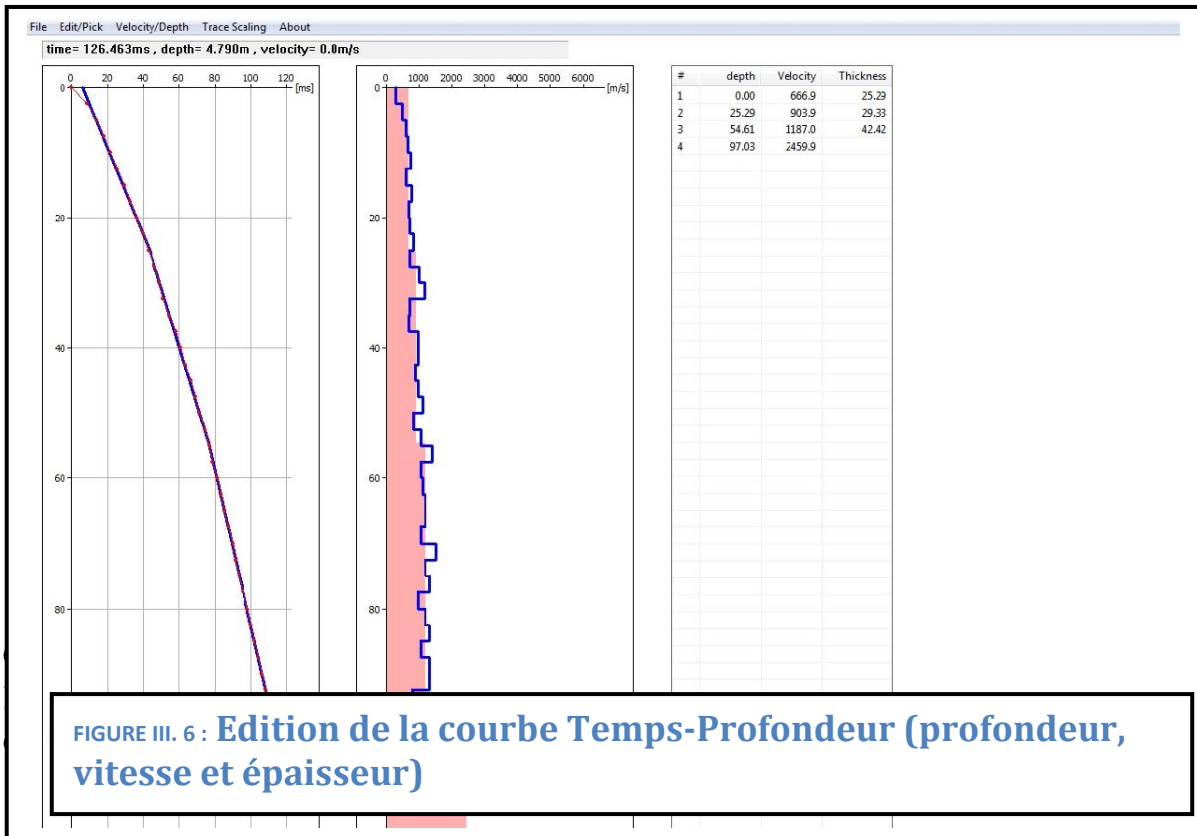 File Edit/Pick Velocity/Depth Trace Scaling About
time= 126.463ms , depth= 4.790m , velocity= 0.0m/s
0 20 40 60 80 100 120 [ms]
0
20
40
60
80
0 1000 2000 3000 4000 5000 6000 [m/s]
0
20
40
60
80
# depth Velocity Thickness
1 0.00 666.9 25.29
2 25.29 903.9 29.33
3 54.61 1187.0 42.42
4 97.03 2459.9
FIGURE III. 6 : Edition de la courbe Temps-Profondeur (profondeur,
vitesse et épaisseur)